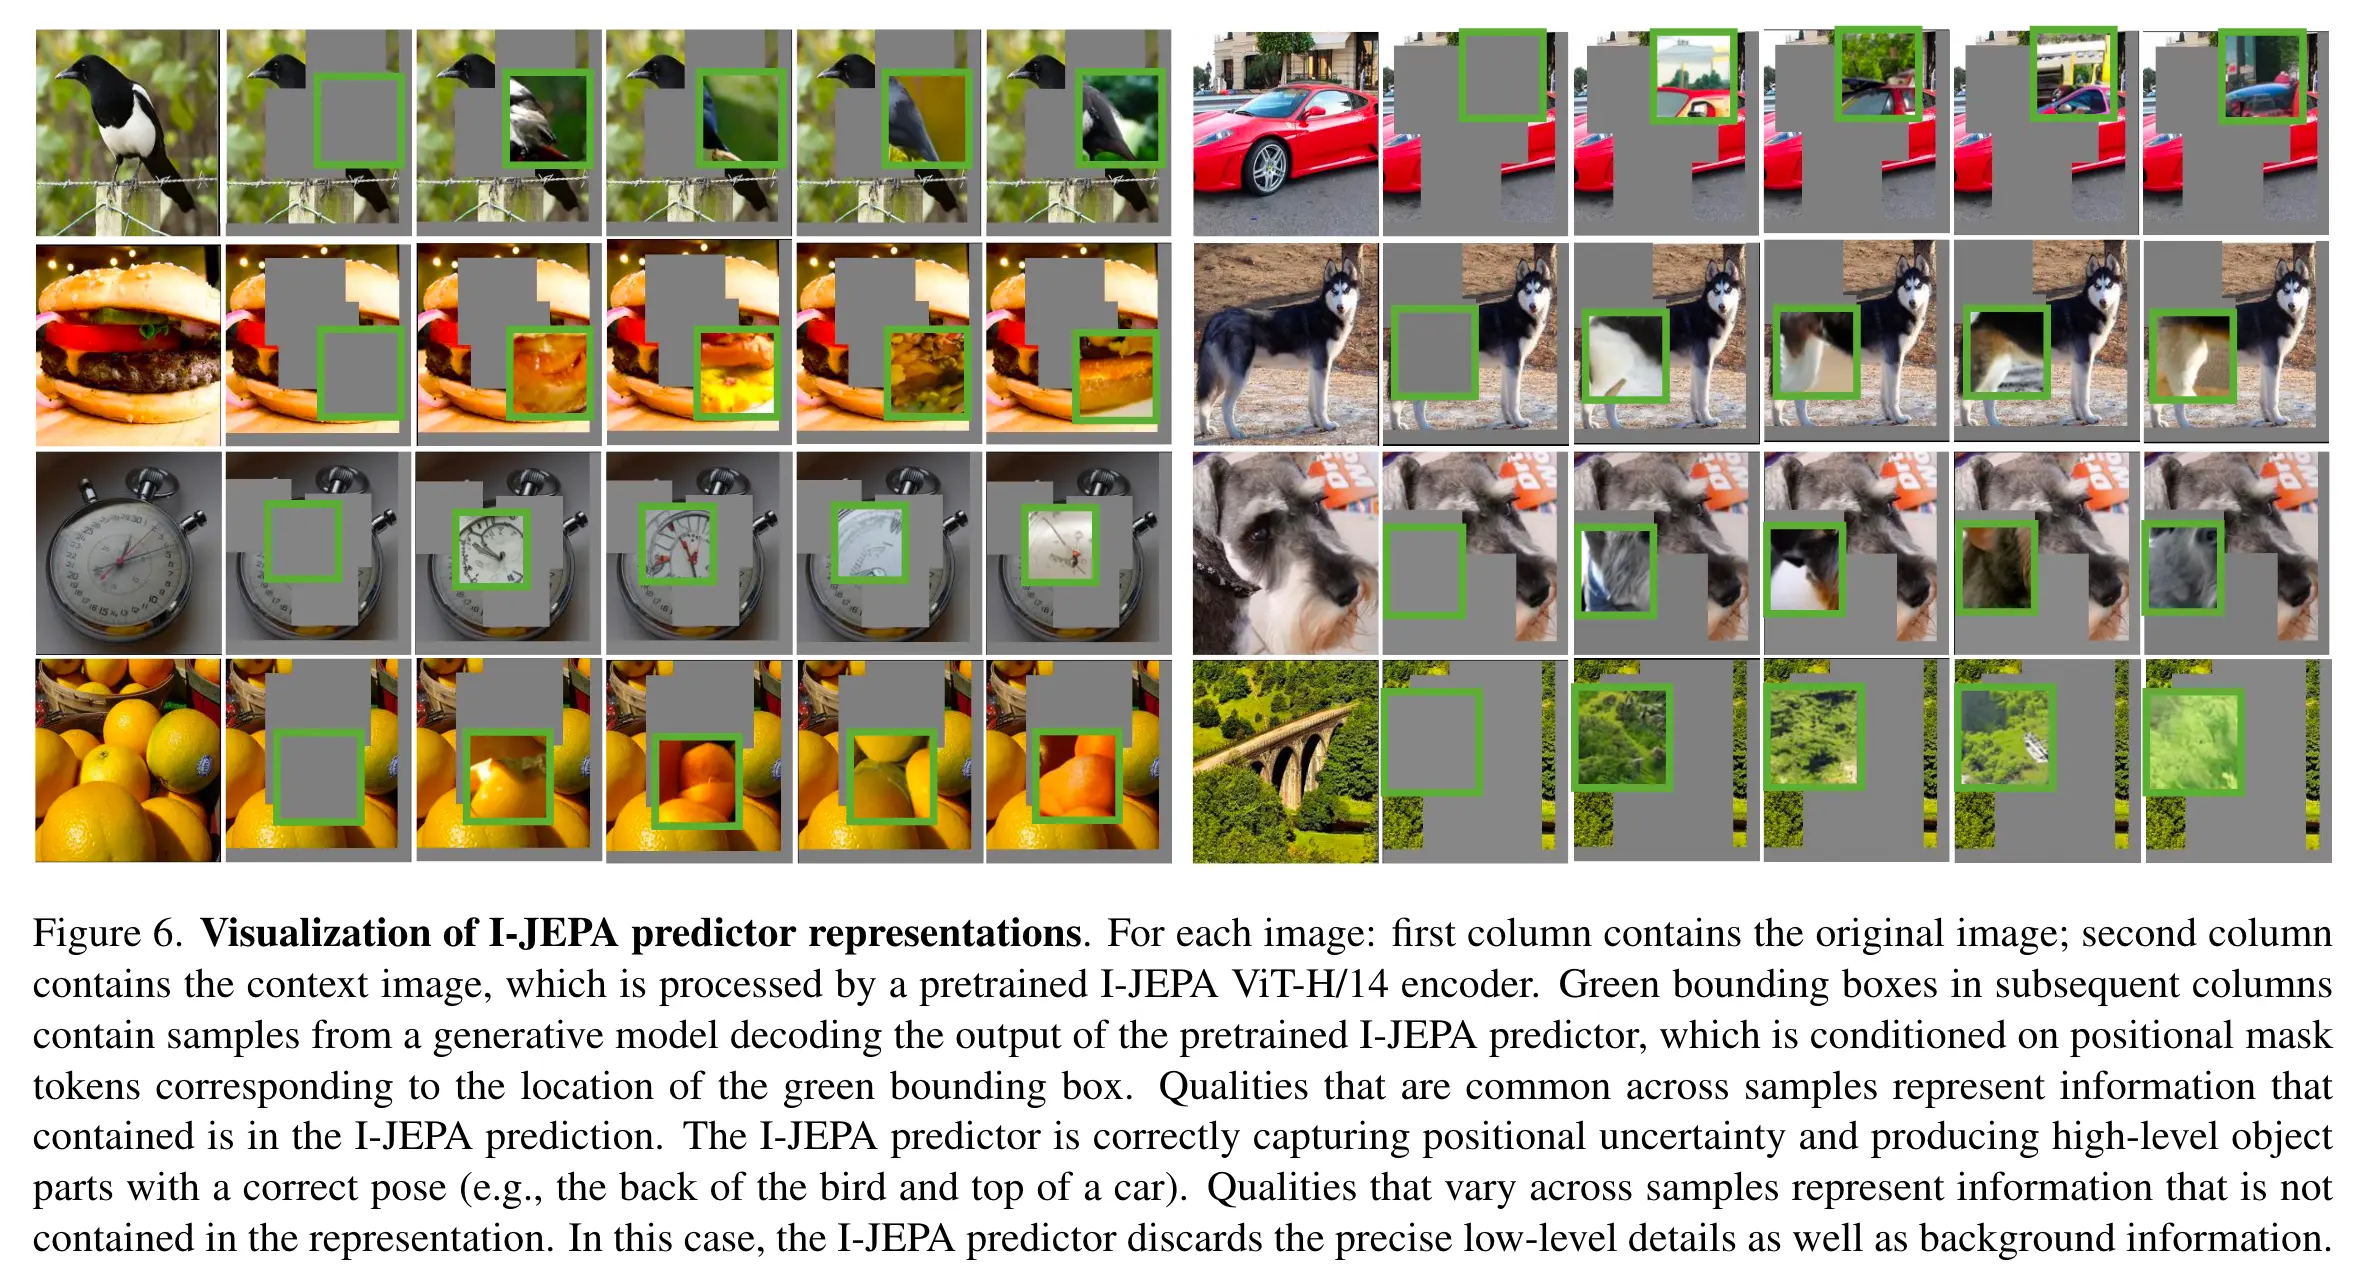 Figure 6. Visualization of I-JEPA predictor representations. For each image: first column contains the original image; second column
contains the context image, which is processed by a pretrained I-JEPA ViT-H/14 encoder. Green bounding boxes in subsequent columns
contain samples from a generative model decoding the output of the pretrained I-JEPA predictor, which is conditioned on positional mask
tokens corresponding to the location of the green bounding box. Qualities that are common across samples represent information that
contained is in the I-JEPA prediction. The I-JEPA predictor is correctly capturing positional uncertainty and producing high-level object
parts with a correct pose (e.g., the back of the bird and top of a car). Qualities that vary across samples represent information that is not
contained in the representation. In this case, the I-JEPA predictor discards the precise low-level details as well as background information.